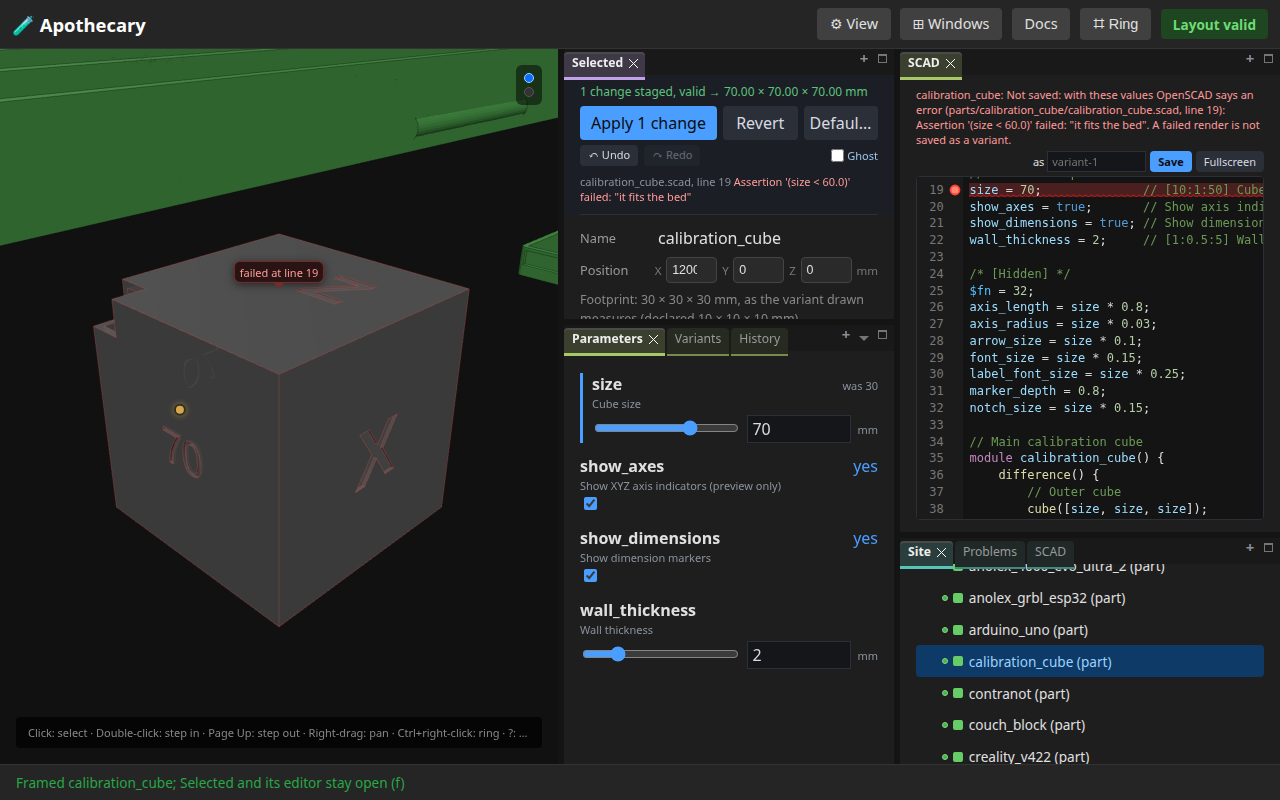 🧪 Apothecary
⚙ View
⊞ Windows
Docs
⌗ Ring
Layout valid
failed at line 19
Z
70
X
Click: select · Double-click: step in · Page Up: step out · Right-drag: pan · Ctrl+right-click: ring · ?: ...
Selected
1 change staged, valid → 70.00 × 70.00 × 70.00 mm
Apply 1 change
Revert
Defaul...
↶ Undo
↷ Redo
Ghost
calibration_cube.scad, line 19 Assertion '(size < 60.0)'
failed: "it fits the bed"
Name calibration_cube
Position X 1200 Y 0 Z 0 mm
Footprint: 30 × 30 × 30 mm, as the variant drawn
measures (declared 10 × 10 × 10 mm)
Parameters
Variants
History
size was 30
Cube size
70 mm
show_axes yes
Show XYZ axis indicators (preview only)
show_dimensions yes
Show dimension markers
wall_thickness
Wall thickness
2 mm
SCAD
calibration_cube: Not saved: with these values OpenSCAD says an
error (parts/calibration_cube/calibration_cube.scad, line 19):
Assertion '(size < 60.0)' failed: "it fits the bed". A failed render is not
saved as a variant.
as variant-1 Save Fullscreen
19 size = 70; // [10:1:50] Cube
20 show_axes = true; // Show axis indi
21 show_dimensions = true; // Show dimension
22 wall_thickness = 2; // [1:0.5:5] Wall
23
24 /* [Hidden] */
25 $fn = 32;
26 axis_length = size * 0.8;
27 axis_radius = size * 0.03;
28 arrow_size = size * 0.1;
29 font_size = size * 0.15;
30 label_font_size = size * 0.25;
31 marker_depth = 0.8;
32 notch_size = size * 0.15;
33
34 // Main calibration cube
35 module calibration_cube() {
36 difference() {
37 // Outer cube
38 cube([size, size, size]);
Site
Problems
SCAD
anolex_grbl_esp32 (part)
arduino_uno (part)
calibration_cube (part)
contranot (part)
couch_block (part)
creality_v422 (part)
Framed calibration_cube; Selected and its editor stay open (f)